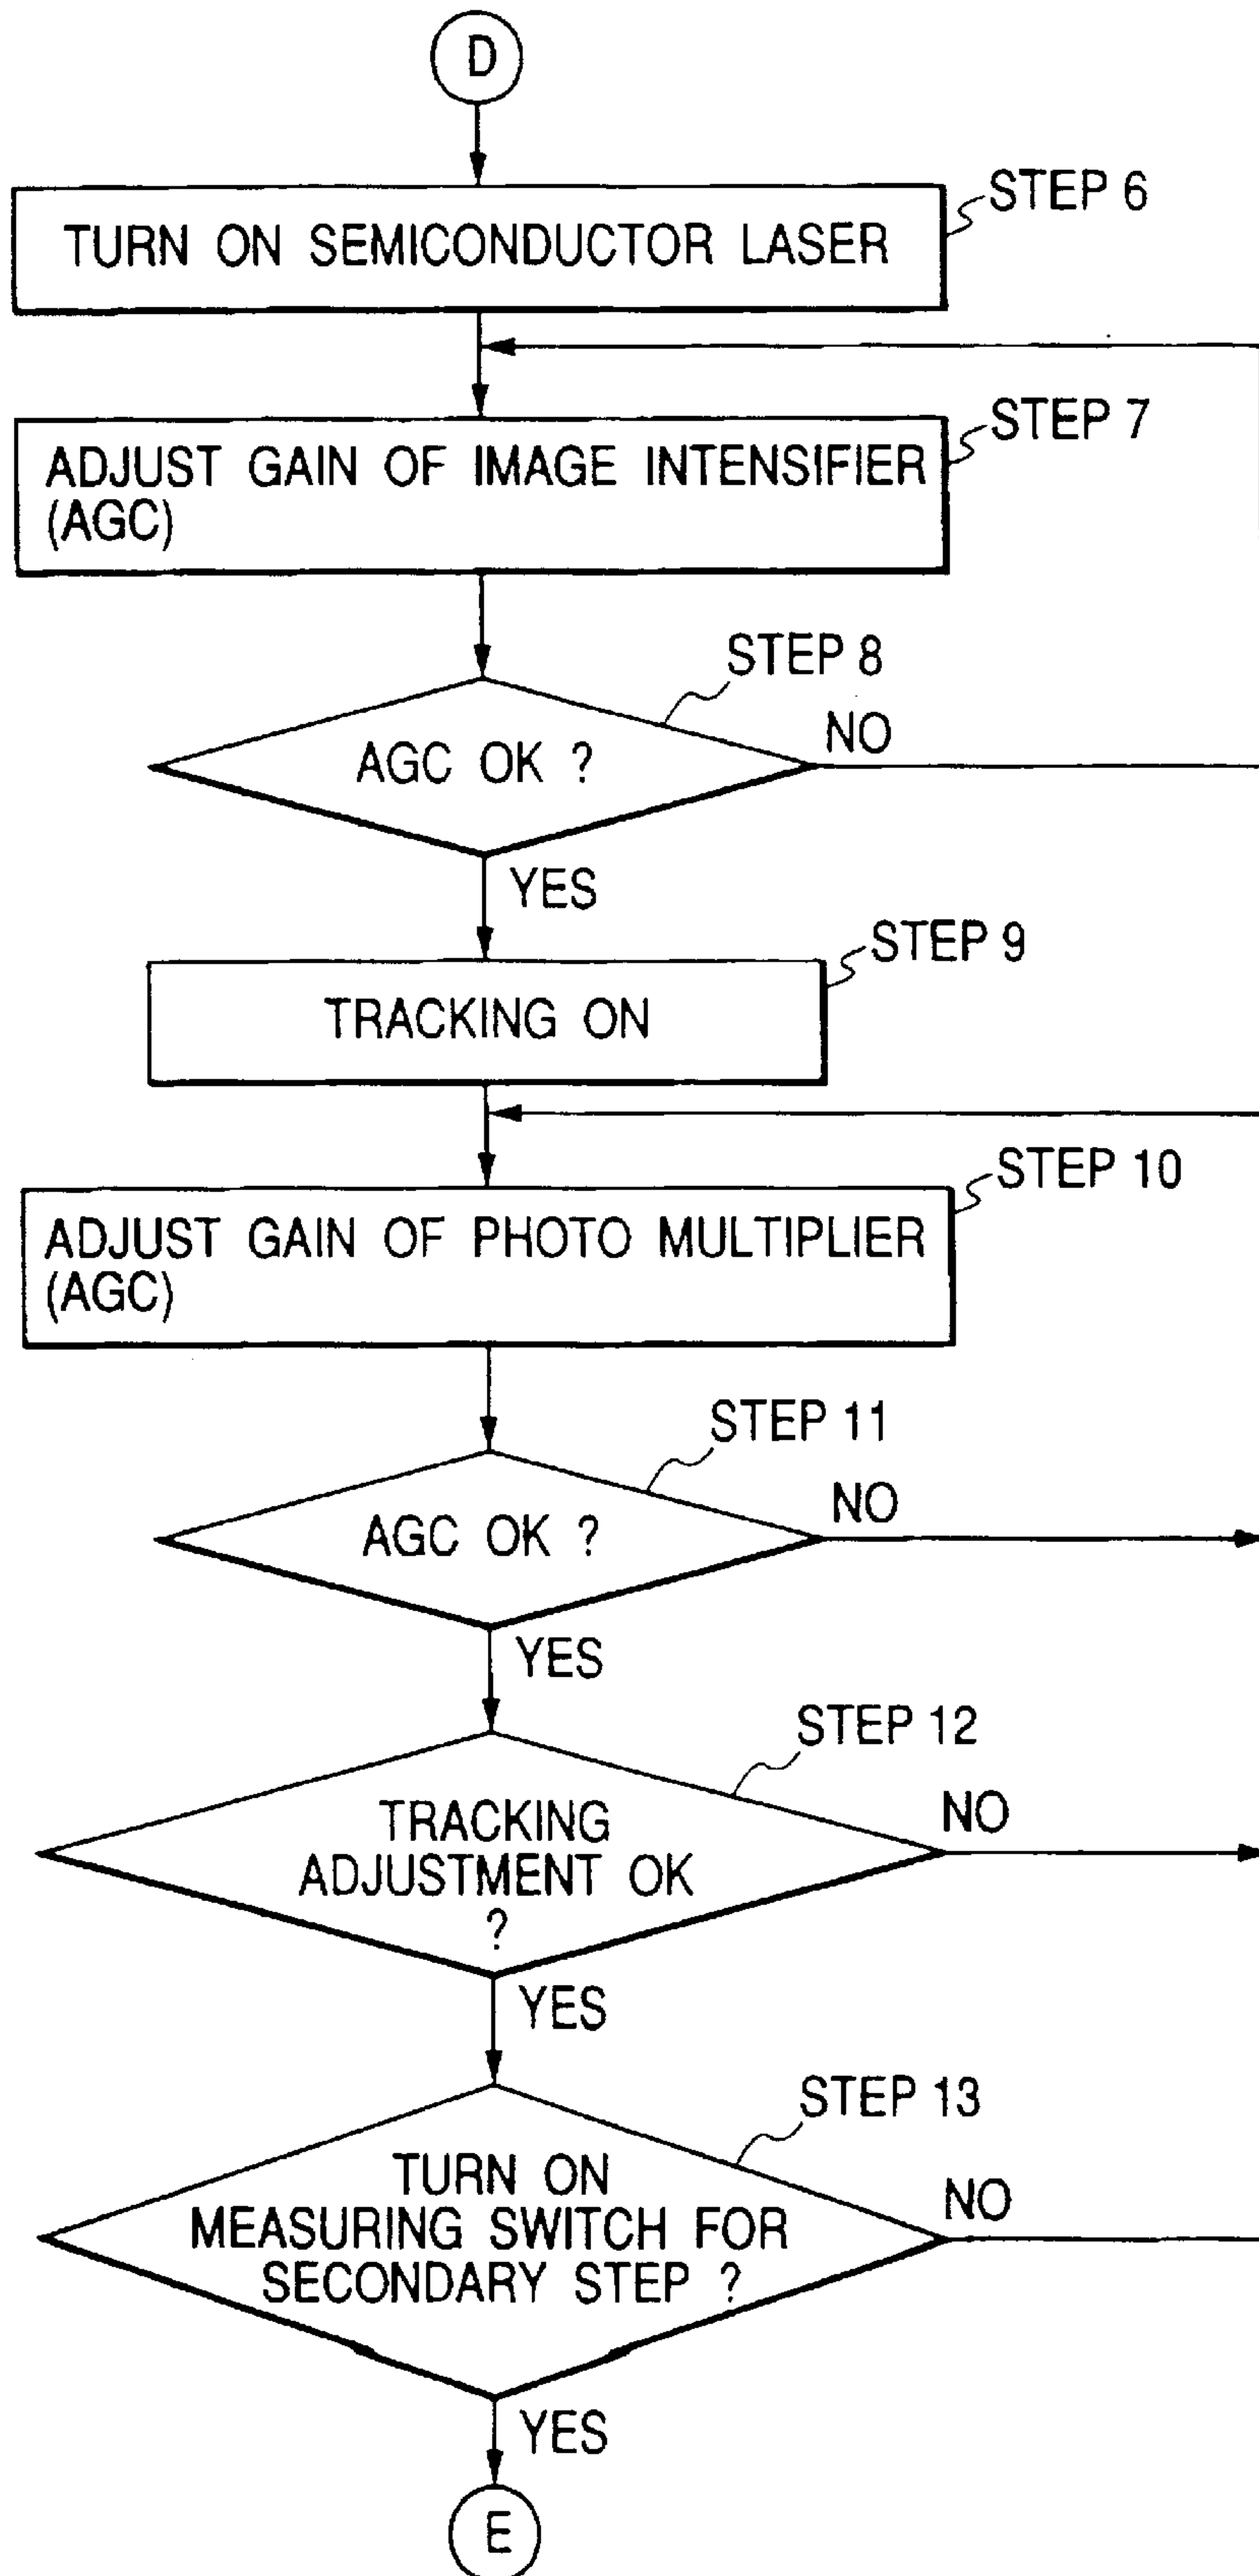 D
STEP 6
TURN ON SEMICONDUCTOR LASER
STEP 7
ADJUST GAIN OF IMAGE INTENSIFIER
(AGC)
STEP 8
AGC OK ?
NO
YES
STEP 9
TRACKING ON
STEP 10
ADJUST GAIN OF PHOTO MULTIPLIER
(AGC)
STEP 11
AGC OK ?
NO
YES
STEP 12
TRACKING
ADJUSTMENT OK
?
NO
YES
STEP 13
TURN ON
MEASURING SWITCH FOR
SECONDARY STEP ?
NO
YES
E